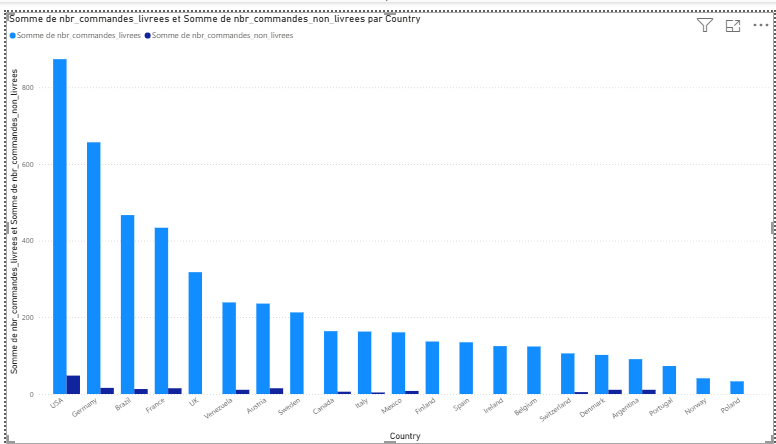 Somme de nbr_commandes_livrees et Somme de nbr_commandes_non_livrees par Country
Somme de nbr_commandes_livrees Somme de nbr_commandes_non_livrees
Somme de nbr_commandes_livrees et Somme de nbr_commandes_non_livrees
800
600
400
200
0
USA
Germany
Brazil
France
UK
Venezuela
Austria
Sweden
Canada
Italy
Mexico
Finland
Spain
Ireland
Belgium
Switzerland
Denmark
Argentina
Portugal
Norway
Poland
Country